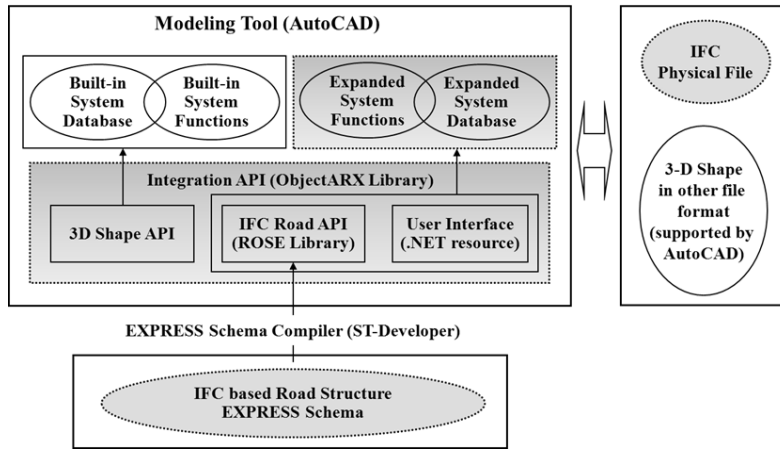 Modeling Tool (AutoCAD)
Built-in
System
Database
Built-in
System
Functions
Expanded
System
Functions
Expanded
System
Database
Integration API (ObjectARX Library)
3D Shape API
IFC Road API
(ROSE Library)
User Interface
(.NET resource)
EXPRESS Schema Compiler (ST-Developer)
IFC based Road Structure
EXPRESS Schema
IFC
Physical File
3-D Shape
in other file
format
(supported by
AutoCAD)